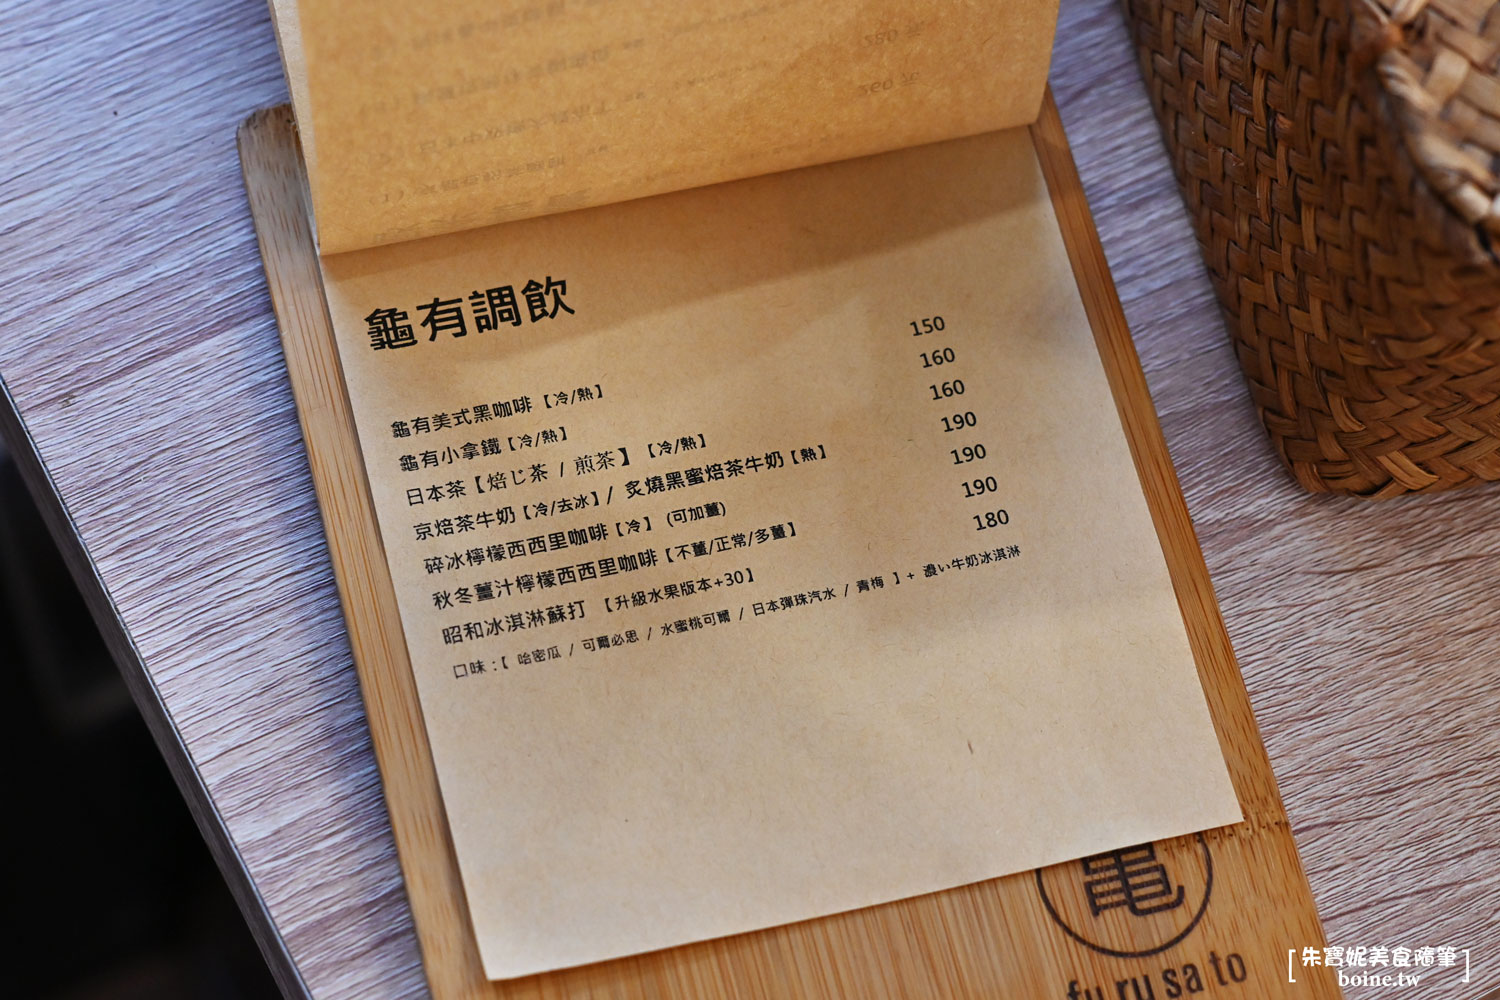 龜有調飲
龜有美式黑咖啡【冷/熱】 150
龜有小拿鐵【冷/熱】 160
日本茶【焙じ茶 / 煎茶】【冷/熱】 160
京焙茶牛奶【冷/去冰】/ 炙燒黑蜜焙茶牛奶【熱】 190
碎冰檸檬西西里咖啡【冷】 (可加薑) 190
秋冬薑汁檸檬西西里咖啡【不薑/正常/多薑】 190
昭和冰淇淋蘇打 【升級水果版本+30】 180
口味 :【 哈密瓜 / 可爾必思 / 水蜜桃可爾 / 日本彈珠汽水 / 青梅 】+ 濃い牛奶冰淇淋
亀
fu ru sa to
[朱寶妮美食隨筆]
boine.tw